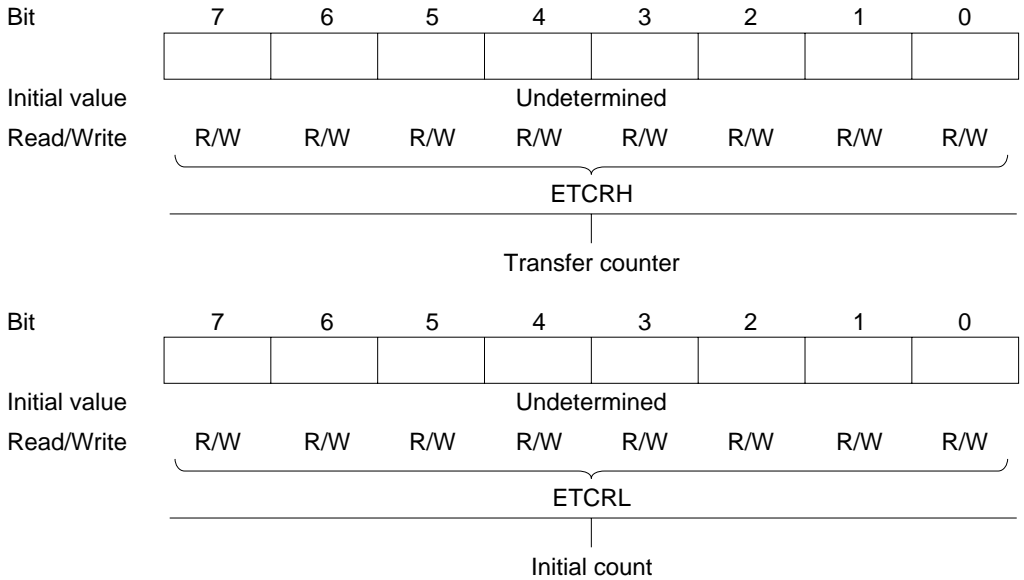 Bit 7 6 5 4 3 2 1 0
Initial value Undetermined
Read/Write R/W R/W R/W R/W R/W R/W R/W R/W
ETCRH
Transfer counter
Bit 7 6 5 4 3 2 1 0
Initial value Undetermined
Read/Write R/W R/W R/W R/W R/W R/W R/W R/W
ETCRL
Initial count